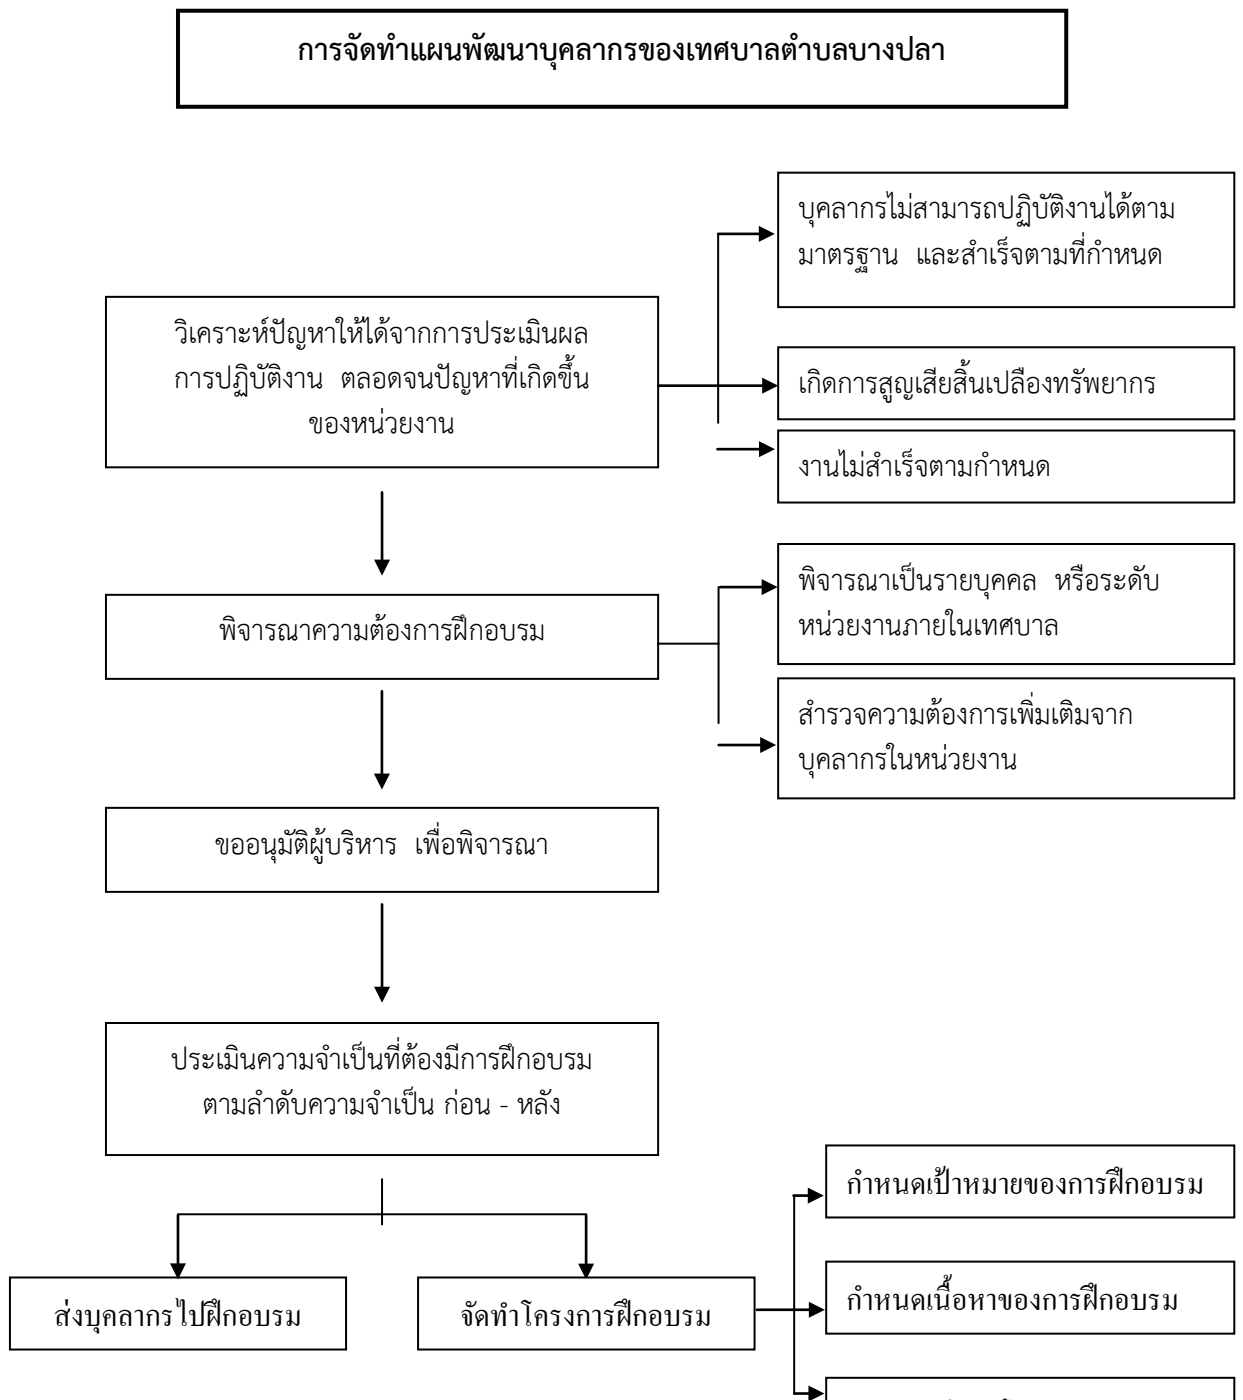 การจัดทำแผนพัฒนาบุคลากรของเทศบาลตำบลบางปลา
บุคลากรไม่สามารถปฏิบัติงานได้ตาม
มาตรฐาน และสำเร็จตามที่กำหนด
วิเคราะห์ปัญหาให้ได้จากการประเมินผล
การปฏิบัติงาน ตลอดจนปัญหาที่เกิดขึ้น
ของหน่วยงาน
เกิดการสูญเสียสิ้นเปลืองทรัพยากร
งานไม่สำเร็จตามกำหนด
พิจารณาความต้องการฝึกอบรม
พิจารณาเป็นรายบุคคล หรือระดับ
หน่วยงานภายในเทศบาล
สำรวจความต้องการเพิ่มเติมจาก
บุคลากรในหน่วยงาน
ขออนุมัติผู้บริหาร เพื่อพิจารณา
ประเมินความจำเป็นที่ต้องมีการฝึกอบรม
ตามลำดับความจำเป็น ก่อน - หลัง
ส่งบุคลากรไปฝึกอบรม
จัดทำโครงการฝึกอบรม
กำหนดเป้าหมายของการฝึกอบรม
กำหนดเนื้อหาของการฝึกอบรม